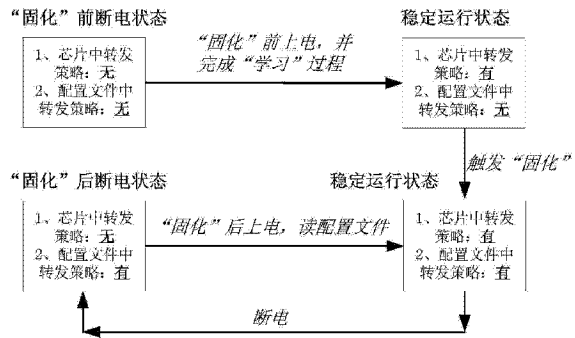 “固化”前断电状态
稳定运行状态
1、芯片中转发
策略：无
2、配置文件中
转发策略：无
“固化”前上电，并
完成“学习”过程
1、芯片中转发
策略：有
2、配置文件中
转发策略：无
触发“固化”
“固化”后断电状态
稳定运行状态
1、芯片中转发
策略：无
2、配置文件中
转发策略：有
“固化”后上电，读配置文件
1、芯片中转发
策略：有
2、配置文件中
转发策略：有
断电